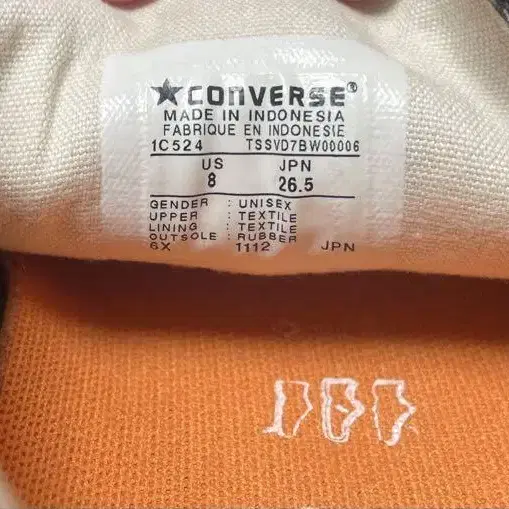 ★CONVERSE®
MADE IN INDONESIA
FABRIQUE EN INDONESIE
1C524 TSSVD7BW00006
US JPN
8 26.5
GENDER : UNISEX
UPPER : TEXTILE
LINING : TEXTILE
OUTSOLE : RUBBER
6X 1112 JPN